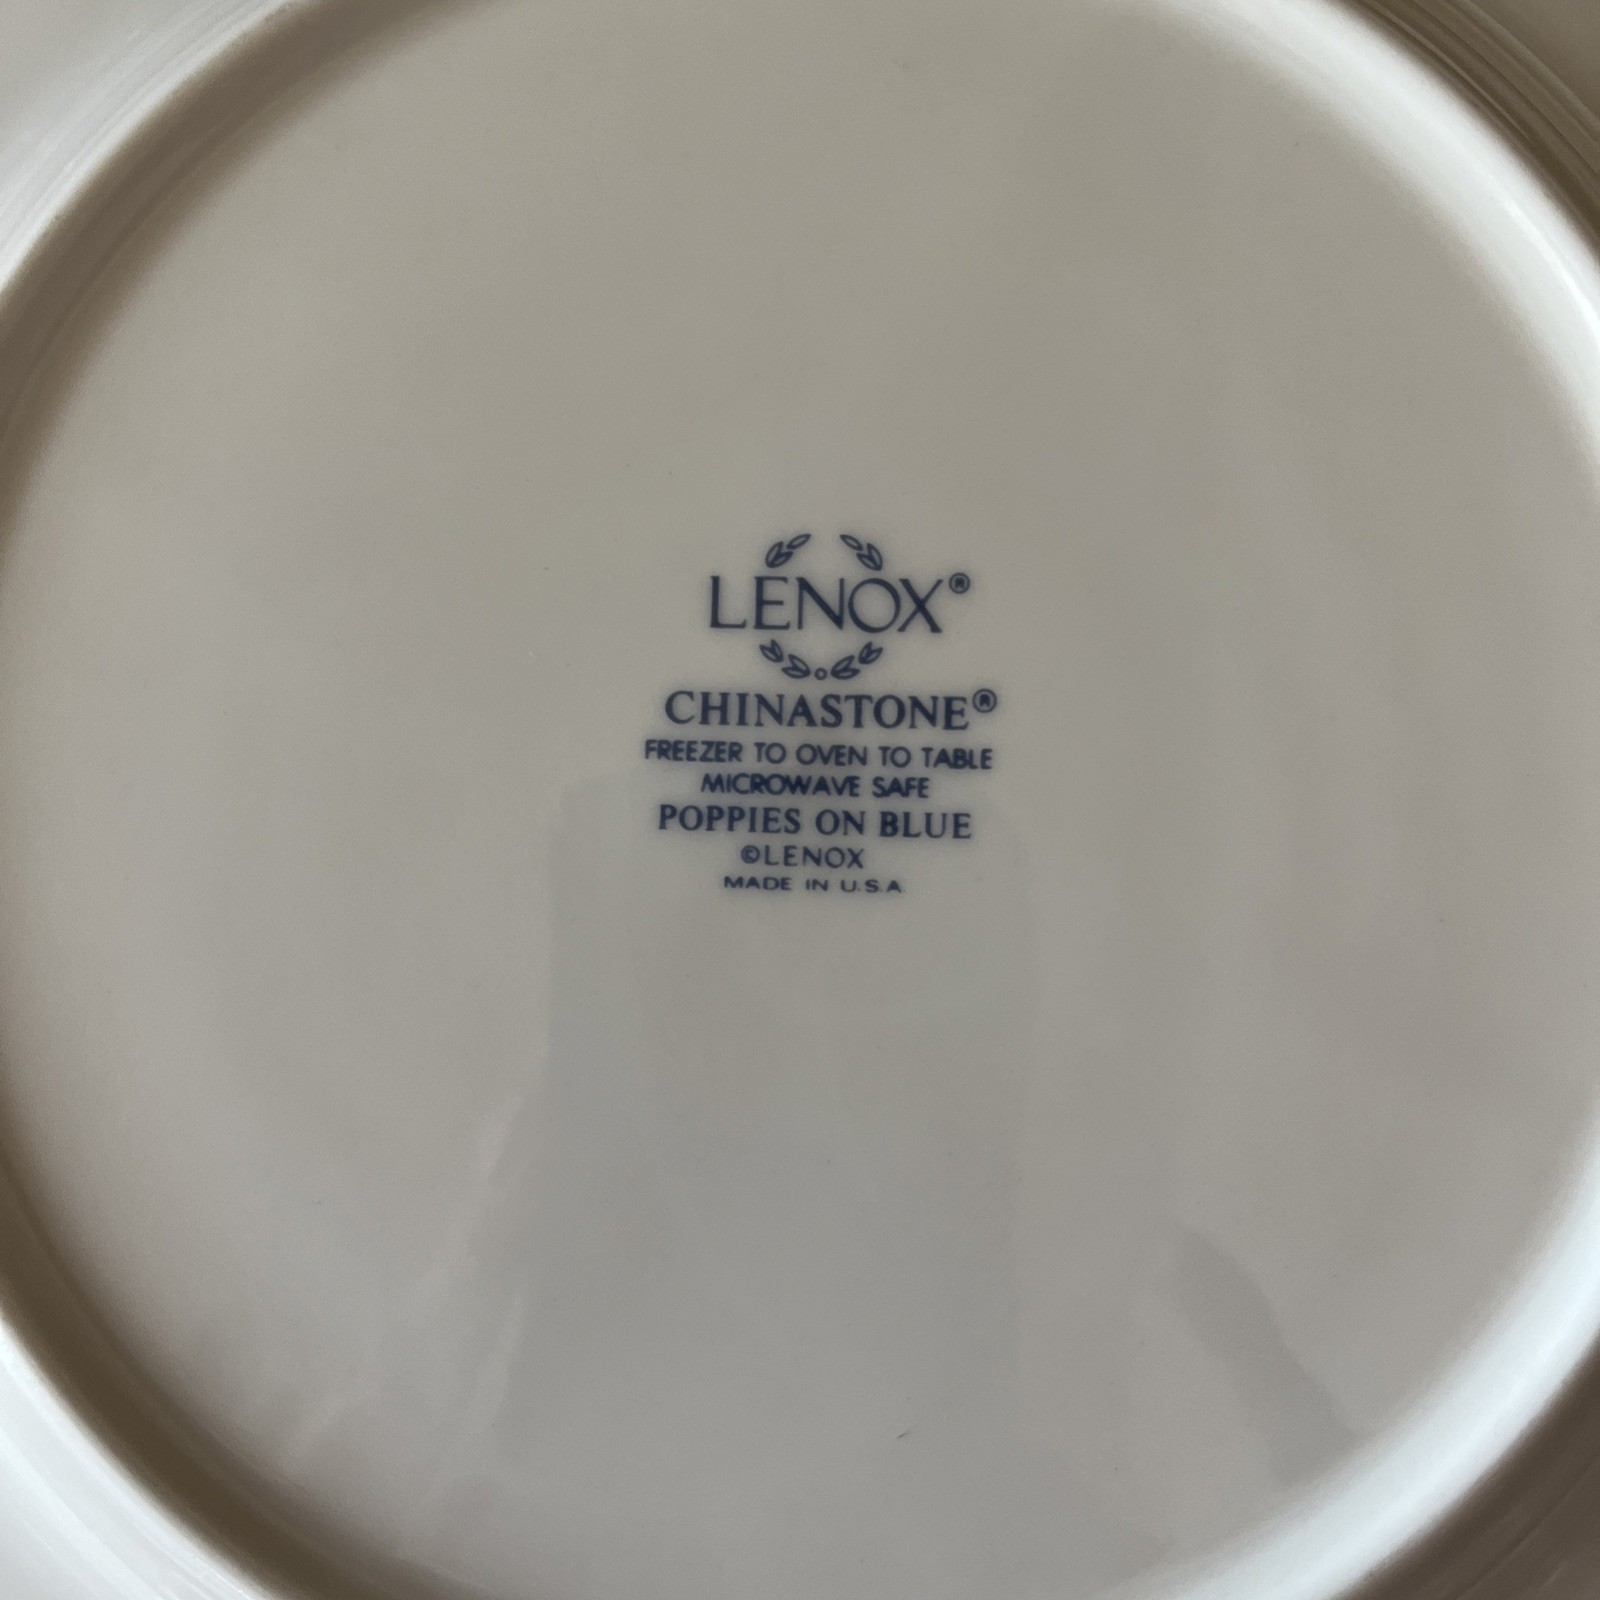 LENOX®
CHINASTONE®
FREEZER TO OVEN TO TABLE
MICROWAVE SAFE
POPPIES ON BLUE
©LENOX
MADE IN U.S.A.